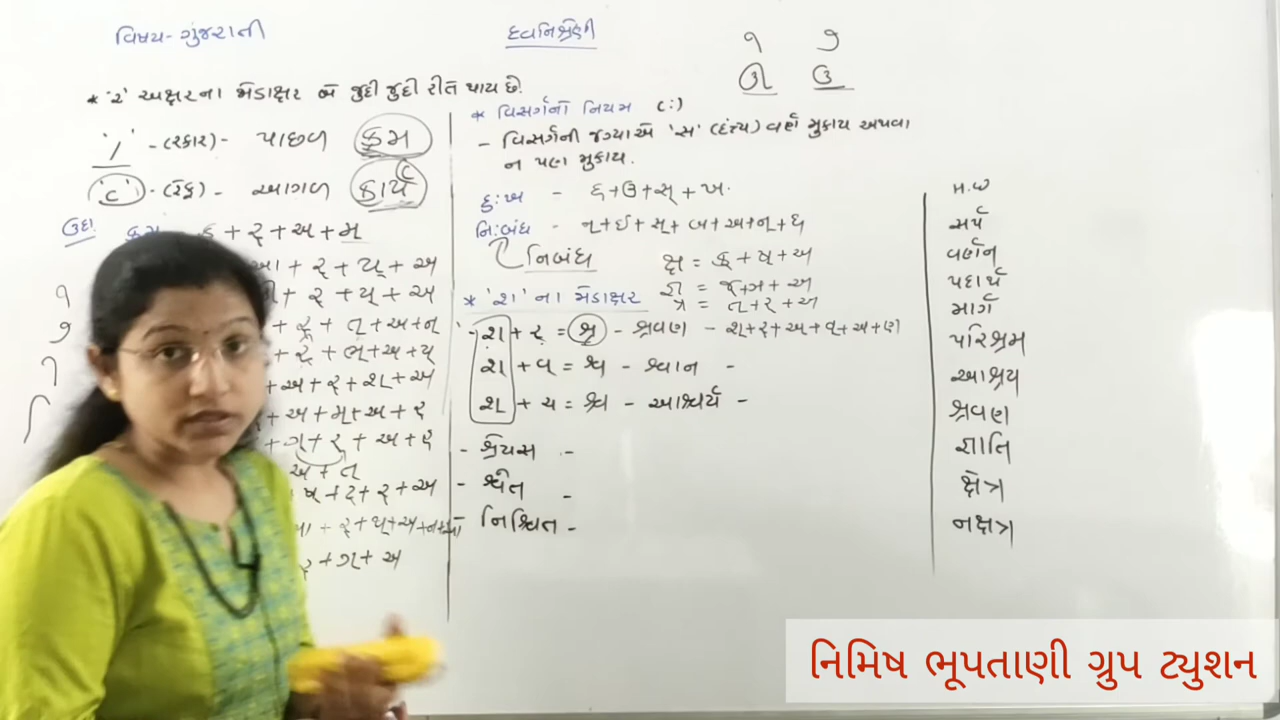 વિષય - ગુજરાતી
ધ્વનિશ્રેણી
૧ ૭
* 'ર' અક્ષરના જોડાક્ષર બે જુદી જુદી રીતે થાય છે.
- (રકાર) - પાછળ ક્રમ
- (રેફ) - આગળ કાર્ય
ઉદા. ક્રમ ક્ + ર્ + અ + મ
આ + ર્ + ય્ + અ
+ ર્ + ય્ + અ
+ ત્ + અ + ન્
+ ર્ + ભ્ + અ + ય્
+ અ + ર્ + શ્ + અ
+ અ + મ્ + અ + ર્
+ ગ્ + ર્ + અ + હ્
અ + ત્
ષ્ + ટ્ + ર્ + અ
+ ર્ + થ્ + અ + ન + આ
ર્ + ગ્ + અ
* વિસર્ગનો નિયમ (:)
- વિસર્ગની જગ્યાએ 'સ' (દંત્ય) વર્ણ મુકાય અથવા
ન પણ મુકાય.
દુ:ખ - દ્ + ઉ + સ્ + ખ.
નિ:બંધ - ન્ + ઈ + સ્ + બ્ + અ + ન્ + ધ
નિબંધ
ક્ષ = ક્ + ષ્ + અ
જ્ઞ = જ્ + ઞ + અ
ત્ર = ત્ + ર્ + અ
* 'શ' ના જોડાક્ષર
- શ + ર = શ્ર - શ્રવણ - શ્ + ર્ + અ + વ્ + અ + ણ
શ + વ = શ્વ - શ્વાન -
શ + ચ = શ્ચ - આશ્ચર્ય -
- શ્રેયસ -
- શ્વેત -
- નિશ્ચિત -
H.W
સર્પ
વર્ણન
પદાર્થ
માર્ગ
પરિશ્રમ
આશ્રય
શ્રવણ
જ્ઞાતિ
ક્ષેત્ર
નક્ષત્ર
નિમિષ ભૂપતાણી ગ્રુપ ટ્યુશન